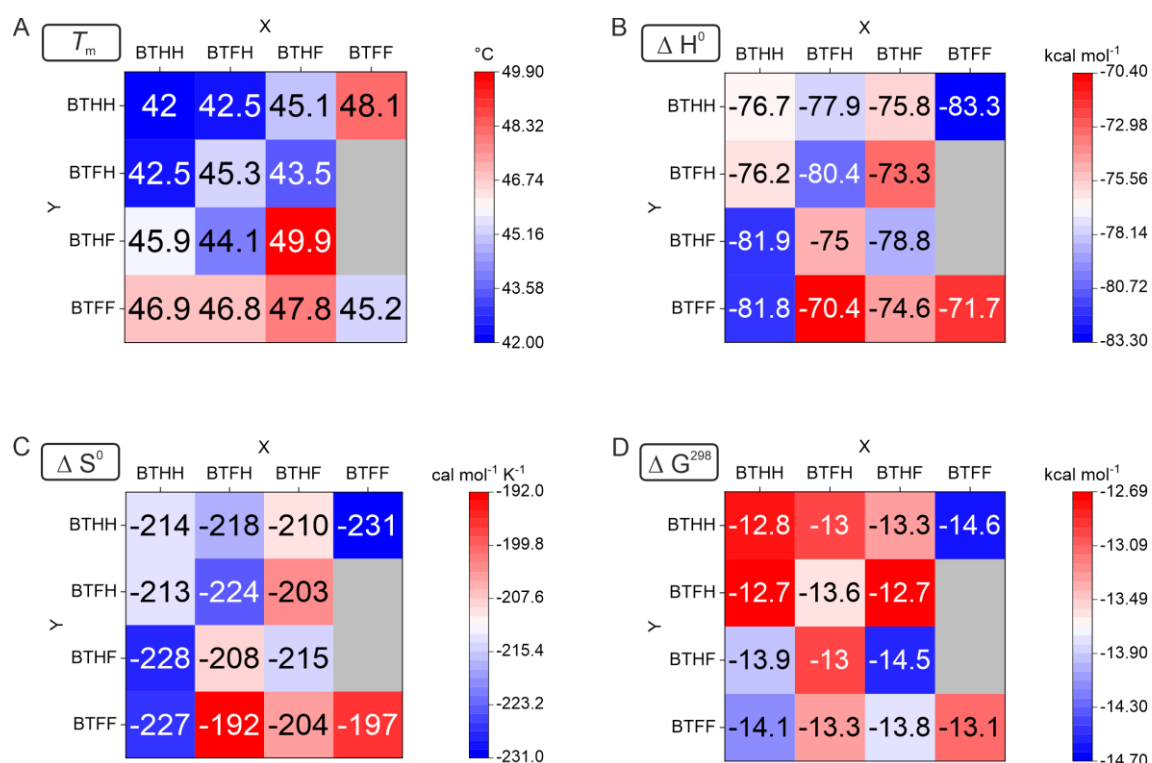 A
T_m
X
BTHH BTFH BTHF BTFF
°C
Y
BTHH 42 42.5 45.1 48.1
BTFH 42.5 45.3 43.5
BTHF 45.9 44.1 49.9
BTFF 46.9 46.8 47.8 45.2
49.90
48.32
46.74
45.16
43.58
42.00
B
Δ H⁰
X
BTHH BTFH BTHF BTFF
kcal mol⁻¹
Y
BTHH -76.7 -77.9 -75.8 -83.3
BTFH -76.2 -80.4 -73.3
BTHF -81.9 -75 -78.8
BTFF -81.8 -70.4 -74.6 -71.7
-70.40
-72.98
-75.56
-78.14
-80.72
-83.30
C
Δ S⁰
X
BTHH BTFH BTHF BTFF
cal mol⁻¹ K⁻¹
Y
BTHH -214 -218 -210 -231
BTFH -213 -224 -203
BTHF -228 -208 -215
BTFF -227 -192 -204 -197
-192.0
-199.8
-207.6
-215.4
-223.2
-231.0
D
Δ G²⁹⁸
X
BTHH BTFH BTHF BTFF
kcal mol⁻¹
Y
BTHH -12.8 -13 -13.3 -14.6
BTFH -12.7 -13.6 -12.7
BTHF -13.9 -13 -14.5
BTFF -14.1 -13.3 -13.8 -13.1
-12.69
-13.09
-13.49
-13.90
-14.30
-14.70